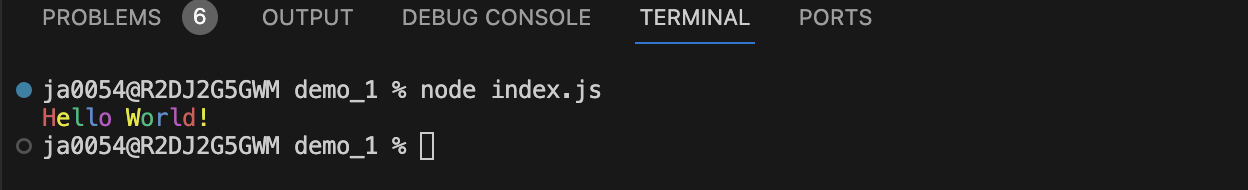 PROBLEMS 6 OUTPUT DEBUG CONSOLE TERMINAL PORTS
ja0054@R2DJ2G5GWM demo_1 % node index.js
Hello World!
ja0054@R2DJ2G5GWM demo_1 %